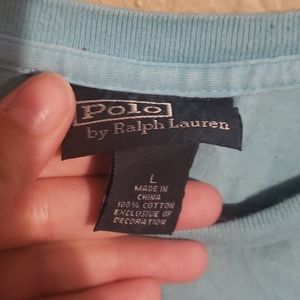 Polo
by Ralph Lauren
L
MADE IN
CHINA
100% COTTON
EXCLUSIVE OF
DECORATION